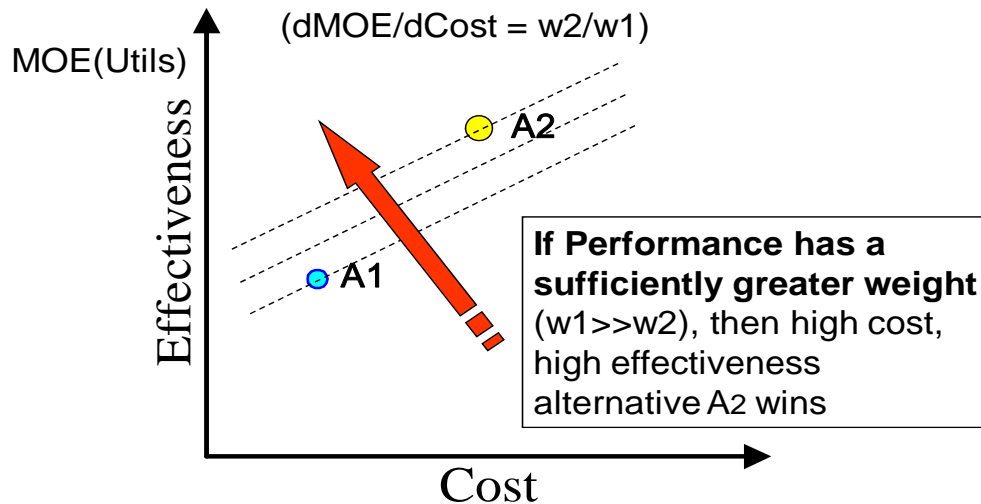 (dMOE/dCost = w2/w1)
MOE(Utils)
Effectiveness
A2
A1
If Performance has a
sufficiently greater weight
(w1>>w2), then high cost,
high effectiveness
alternative A2 wins
Cost